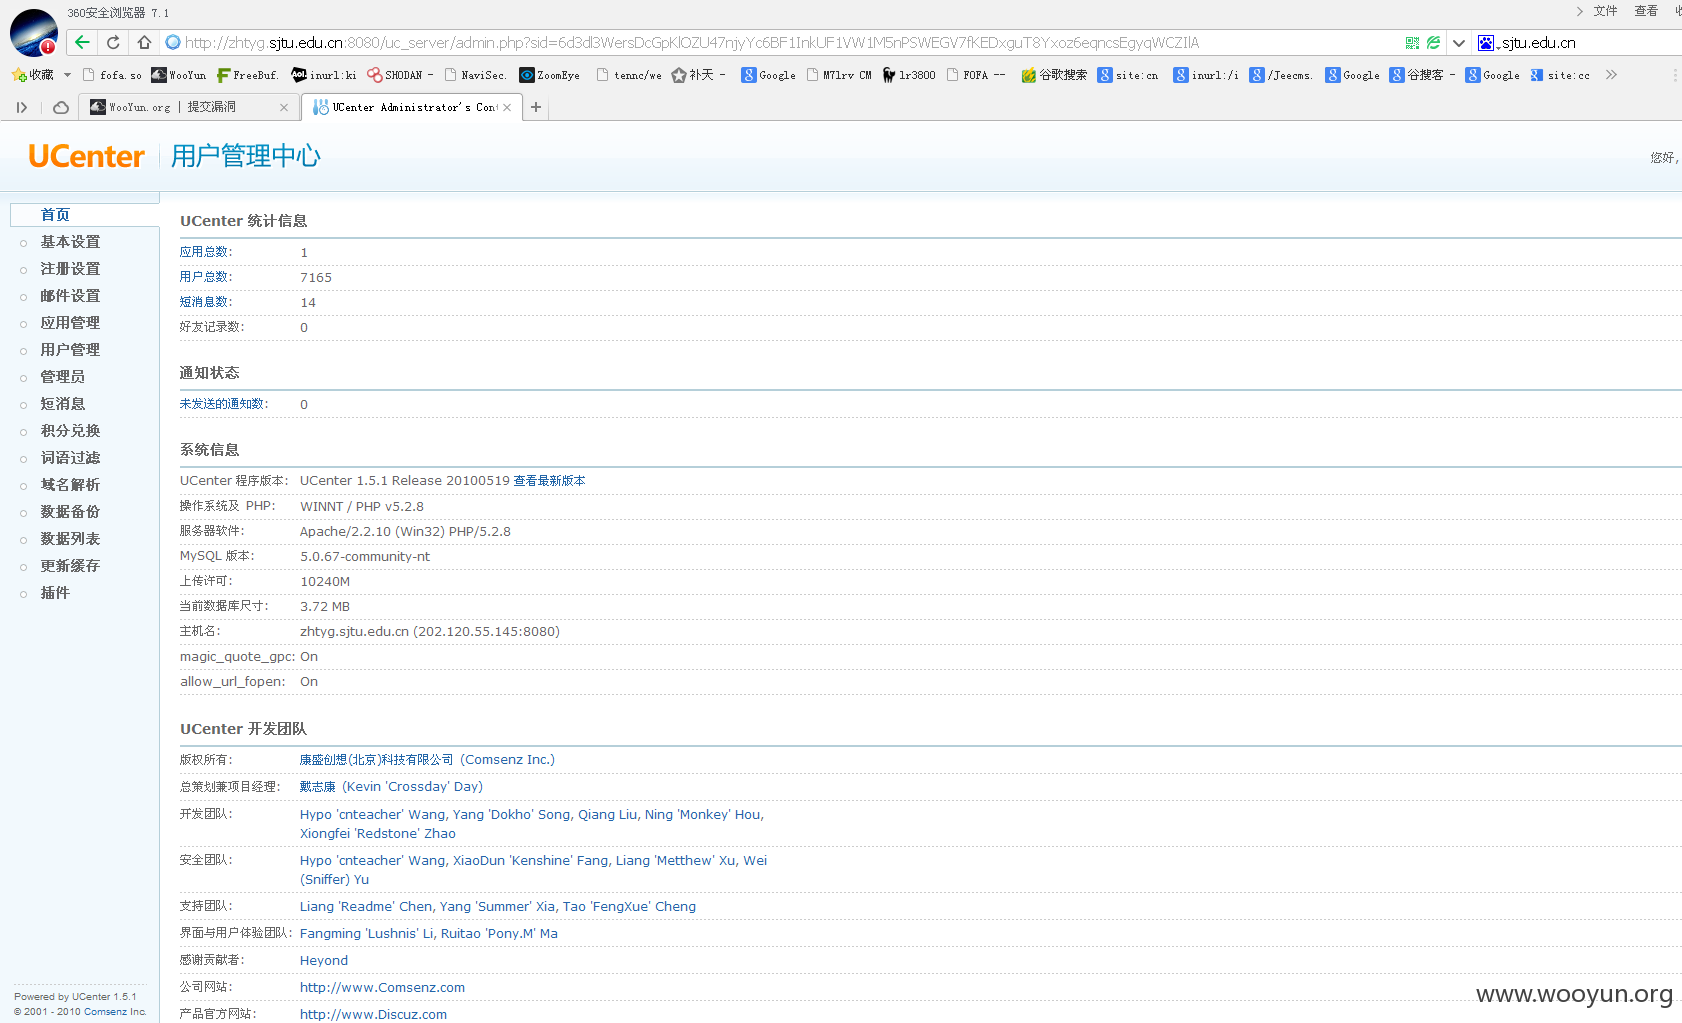 360安全浏览器 7.1
文件 查看
http://zhtyg.sjtu.edu.cn:8080/uc_server/admin.php?sid=6d3dl3WersDcGpKlOZU47njyYc6BF1InkUF1VW1M5nPSWEGV7fKEDxguT8Yxoz6eqncsEgyqWCZIlA
sjtu.edu.cn
收藏 fofa.so WooYun FreeBuf. inurl:ki SHODAN - NaviSec. ZoomEye tennc/we 补天 - Google M7lrv CM lr3800 FOFA -- 谷歌搜索 site:cn inurl:/i /Jeecms. Google 谷搜客 - Google site:cc
WooYun.org | 提交漏洞
UCenter Administrator's Cont
UCenter 用户管理中心
您好,
首页
基本设置
注册设置
邮件设置
应用管理
用户管理
管理员
短消息
积分兑换
词语过滤
域名解析
数据备份
数据列表
更新缓存
插件
UCenter 统计信息
应用总数: 1
用户总数: 7165
短消息数: 14
好友记录数: 0
通知状态
未发送的通知数: 0
系统信息
UCenter 程序版本: UCenter 1.5.1 Release 20100519 查看最新版本
操作系统及 PHP: WINNT / PHP v5.2.8
服务器软件: Apache/2.2.10 (Win32) PHP/5.2.8
MySQL 版本: 5.0.67-community-nt
上传许可: 10240M
当前数据库尺寸: 3.72 MB
主机名: zhtyg.sjtu.edu.cn (202.120.55.145:8080)
magic_quote_gpc: On
allow_url_fopen: On
UCenter 开发团队
版权所有: 康盛创想(北京)科技有限公司 (Comsenz Inc.)
总策划兼项目经理: 戴志康 (Kevin 'Crossday' Day)
开发团队: Hypo 'cnteacher' Wang, Yang 'Dokho' Song, Qiang Liu, Ning 'Monkey' Hou,
Xiongfei 'Redstone' Zhao
安全团队: Hypo 'cnteacher' Wang, XiaoDun 'Kenshine' Fang, Liang 'Metthew' Xu, Wei
(Sniffer) Yu
支持团队: Liang 'Readme' Chen, Yang 'Summer' Xia, Tao 'FengXue' Cheng
界面与用户体验团队: Fangming 'Lushnis' Li, Ruitao 'Pony.M' Ma
感谢贡献者: Heyond
公司网站: http://www.Comsenz.com
产品官方网站: http://www.Discuz.com
Powered by UCenter 1.5.1
© 2001 - 2010 Comsenz Inc.
www.wooyun.org